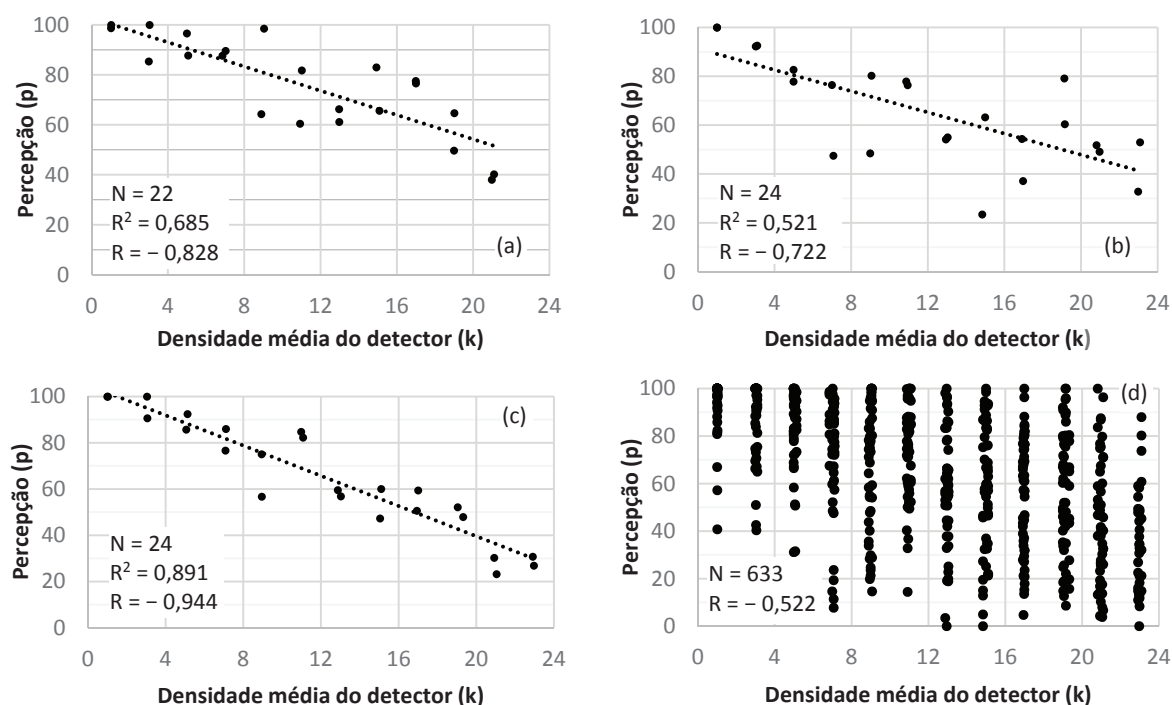 Percepção (p)
100
80
60
40
20
0
N = 22
R² = 0,685
R = − 0,828
(a)
0 4 8 12 16 20 24
Densidade média do detector (k)
Percepção (p)
100
80
60
40
20
0
N = 24
R² = 0,521
R = − 0,722
(b)
0 4 8 12 16 20 24
Densidade média do detector (k)
Percepção (p)
100
80
60
40
20
0
N = 24
R² = 0,891
R = − 0,944
(c)
0 4 8 12 16 20 24
Densidade média do detector (k)
Percepção (p)
100
80
60
40
20
0
(d)
N = 633
R = − 0,522
0 4 8 12 16 20 24
Densidade média do detector (k)